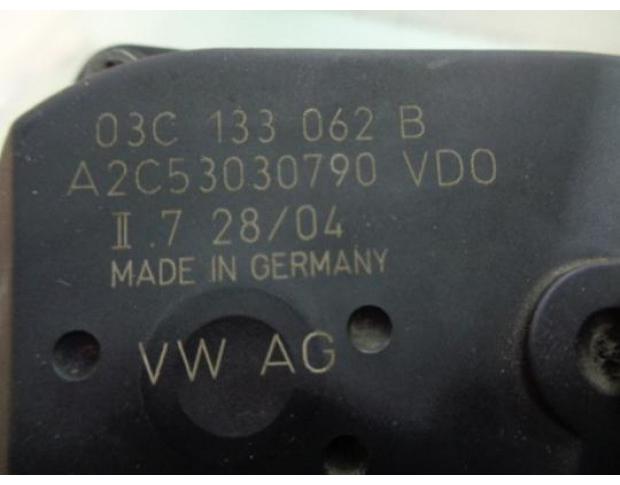 03C 133 062 B
A2C53030790 VDO
II .7 28/04
MADE IN GERMANY
VW AG